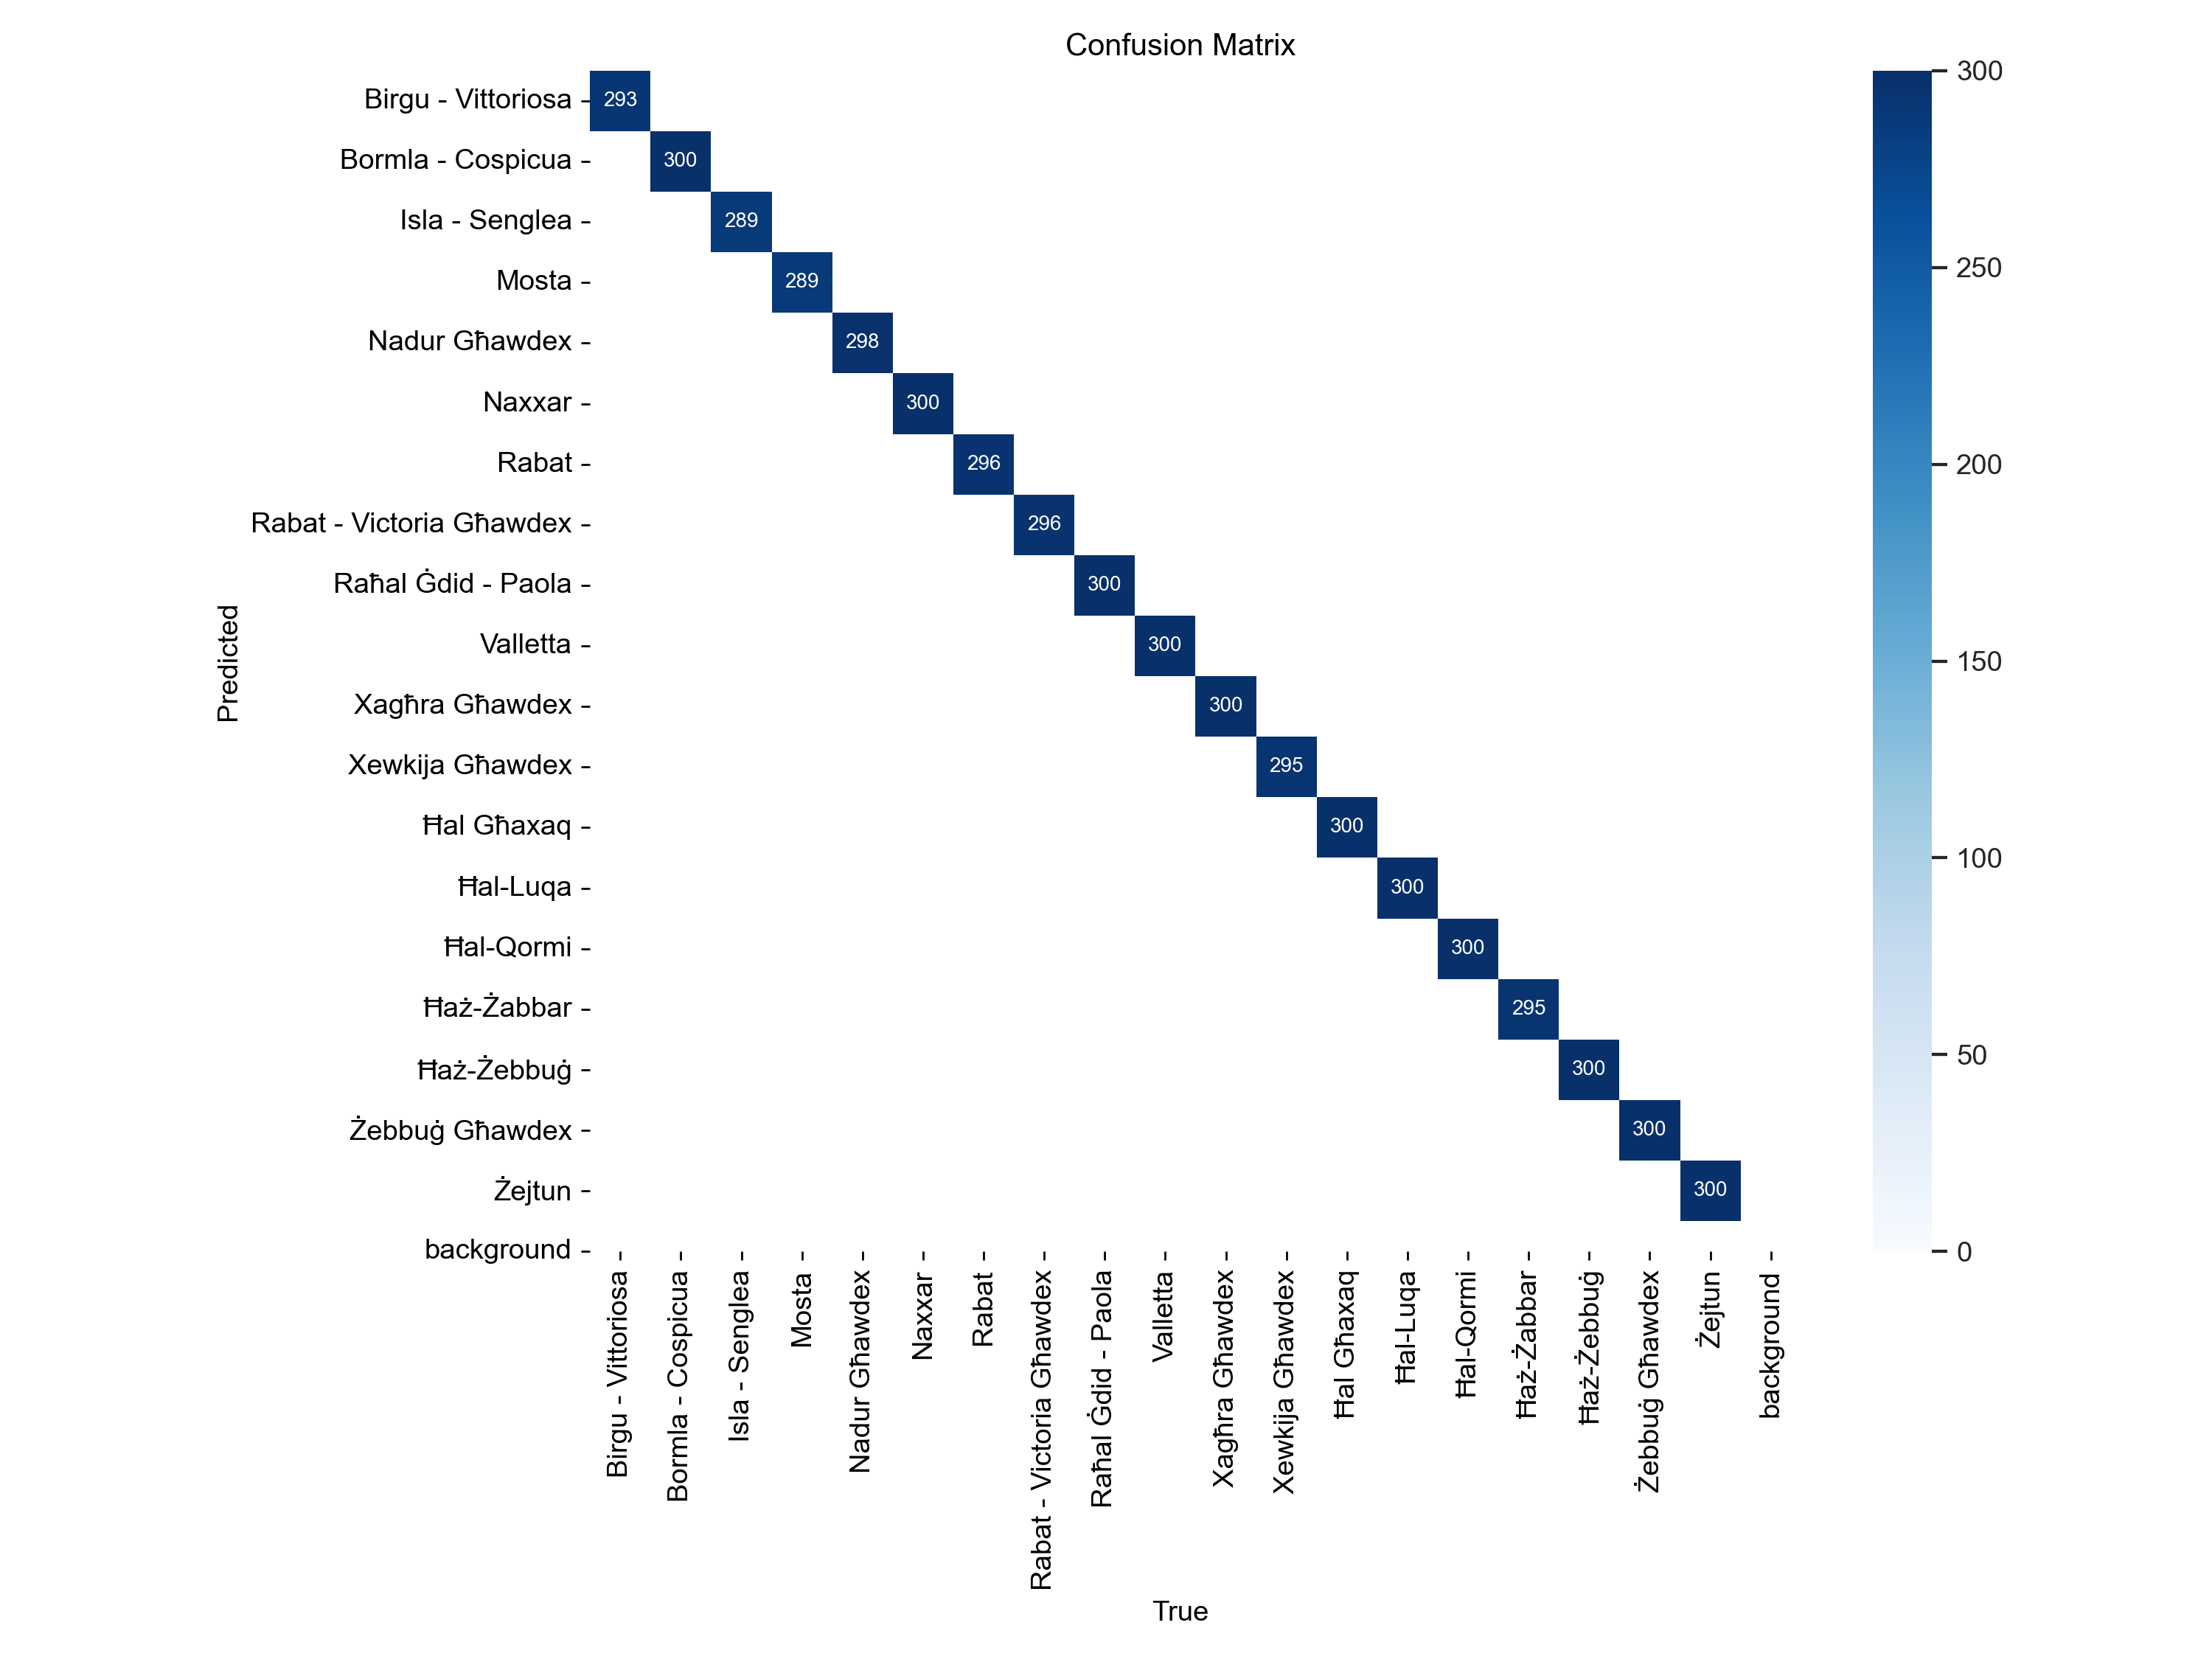 Confusion Matrix
Birgu - Vittoriosa
293
Bormla - Cospicua
300
Isla - Senglea
289
Mosta
289
Nadur Għawdex
298
Naxxar
300
Rabat
296
Rabat - Victoria Għawdex
296
Raħal Ġdid - Paola
300
Valletta
300
Xagħra Għawdex
300
Xewkija Għawdex
295
Ħal Għaxaq
300
Ħal-Luqa
300
Ħal-Qormi
300
Ħaż-Żabbar
295
Ħaż-Żebbuġ
300
Żebbuġ Għawdex
300
Żejtun
300
background
Predicted
Birgu - Vittoriosa
Bormla - Cospicua
Isla - Senglea
Mosta
Nadur Għawdex
Naxxar
Rabat
Rabat - Victoria Għawdex
Raħal Ġdid - Paola
Valletta
Xagħra Għawdex
Xewkija Għawdex
Ħal Għaxaq
Ħal-Luqa
Ħal-Qormi
Ħaż-Żabbar
Ħaż-Żebbuġ
Żebbuġ Għawdex
Żejtun
background
True
300
250
200
150
100
50
0